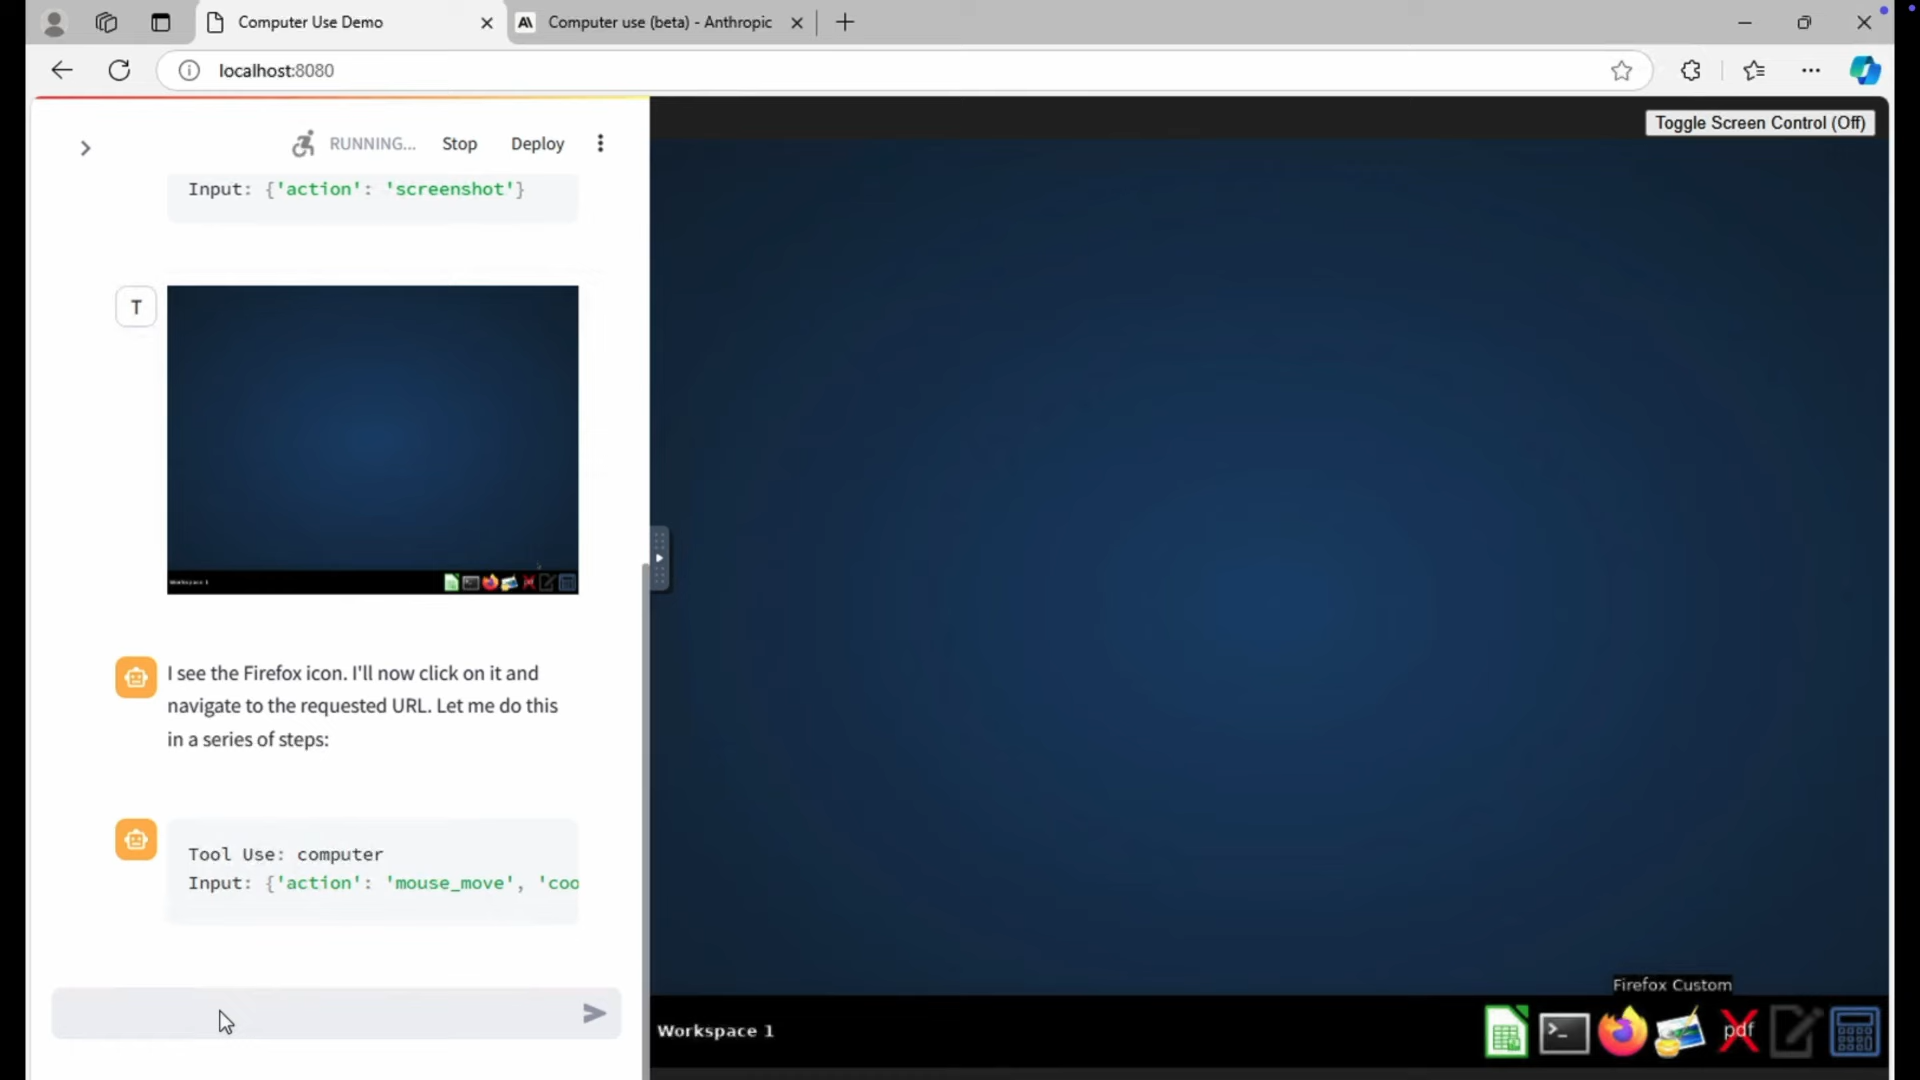 Computer Use Demo
Computer use (beta) - Anthropic
localhost:8080
RUNNING...
Stop
Deploy
Toggle Screen Control (Off)
Input: {'action': 'screenshot'}
T
Workspace 1
I see the Firefox icon. I'll now click on it and
navigate to the requested URL. Let me do this
in a series of steps:
Tool Use: computer
Input: {'action': 'mouse_move', 'coo
Firefox Custom
Workspace 1
pdf